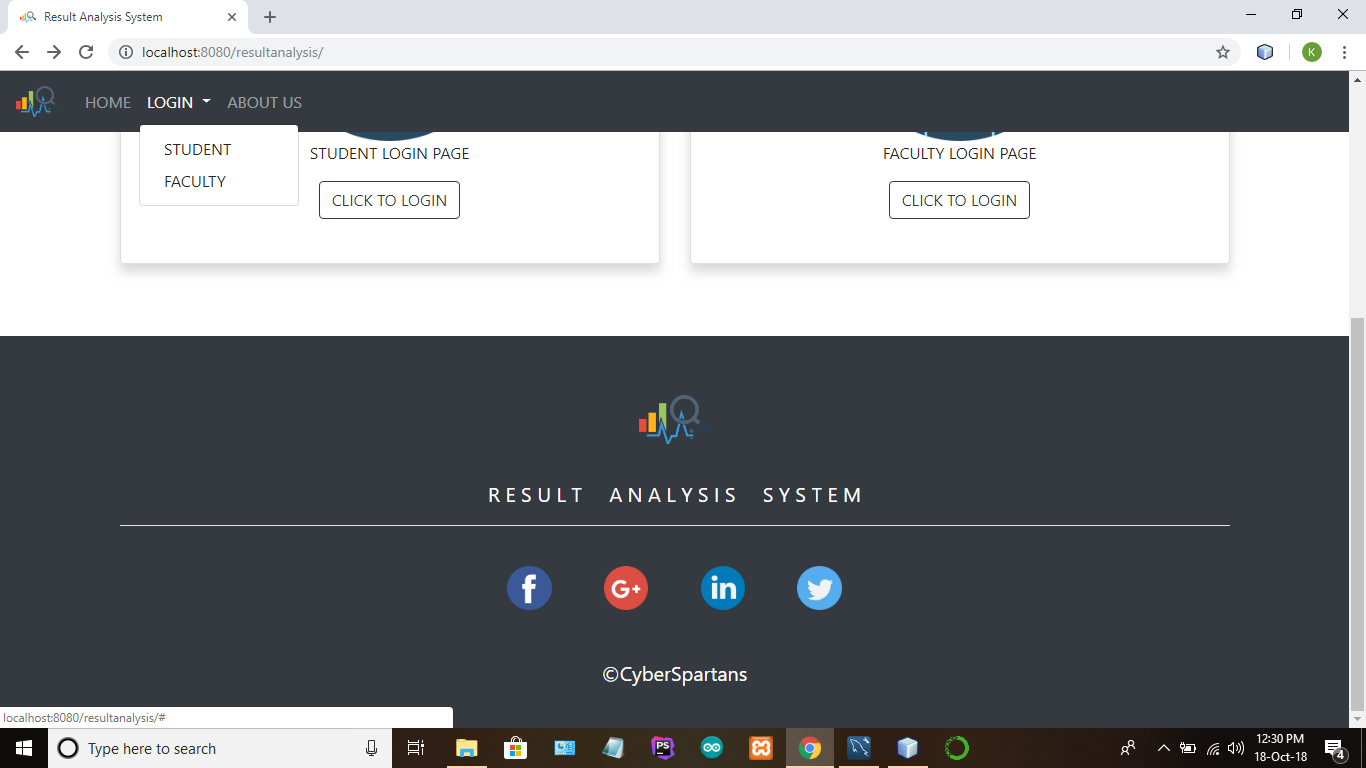 Result Analysis System
localhost:8080/resultanalysis/
K
HOME LOGIN ABOUT US
STUDENT
FACULTY
STUDENT LOGIN PAGE
CLICK TO LOGIN
FACULTY LOGIN PAGE
CLICK TO LOGIN
RESULT ANALYSIS SYSTEM
f G+ in
©CyberSpartans
localhost:8080/resultanalysis/#
Type here to search
PS
12:30 PM
18-Oct-18
4